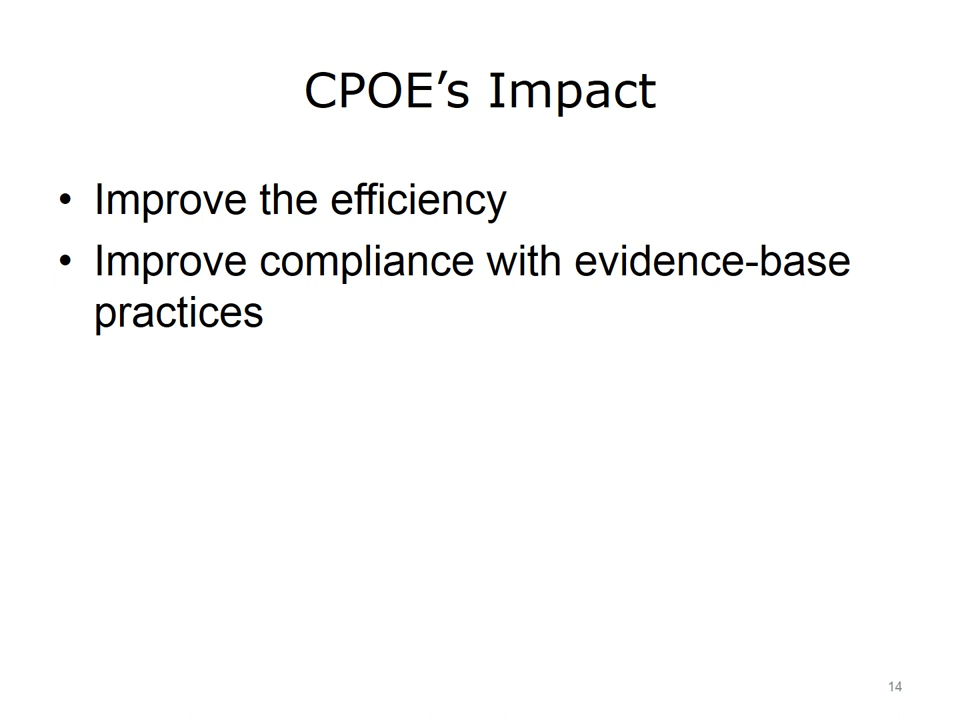 CPOE’s Impact
• Improve the efficiency
• Improve compliance with evidence-base
practices
14